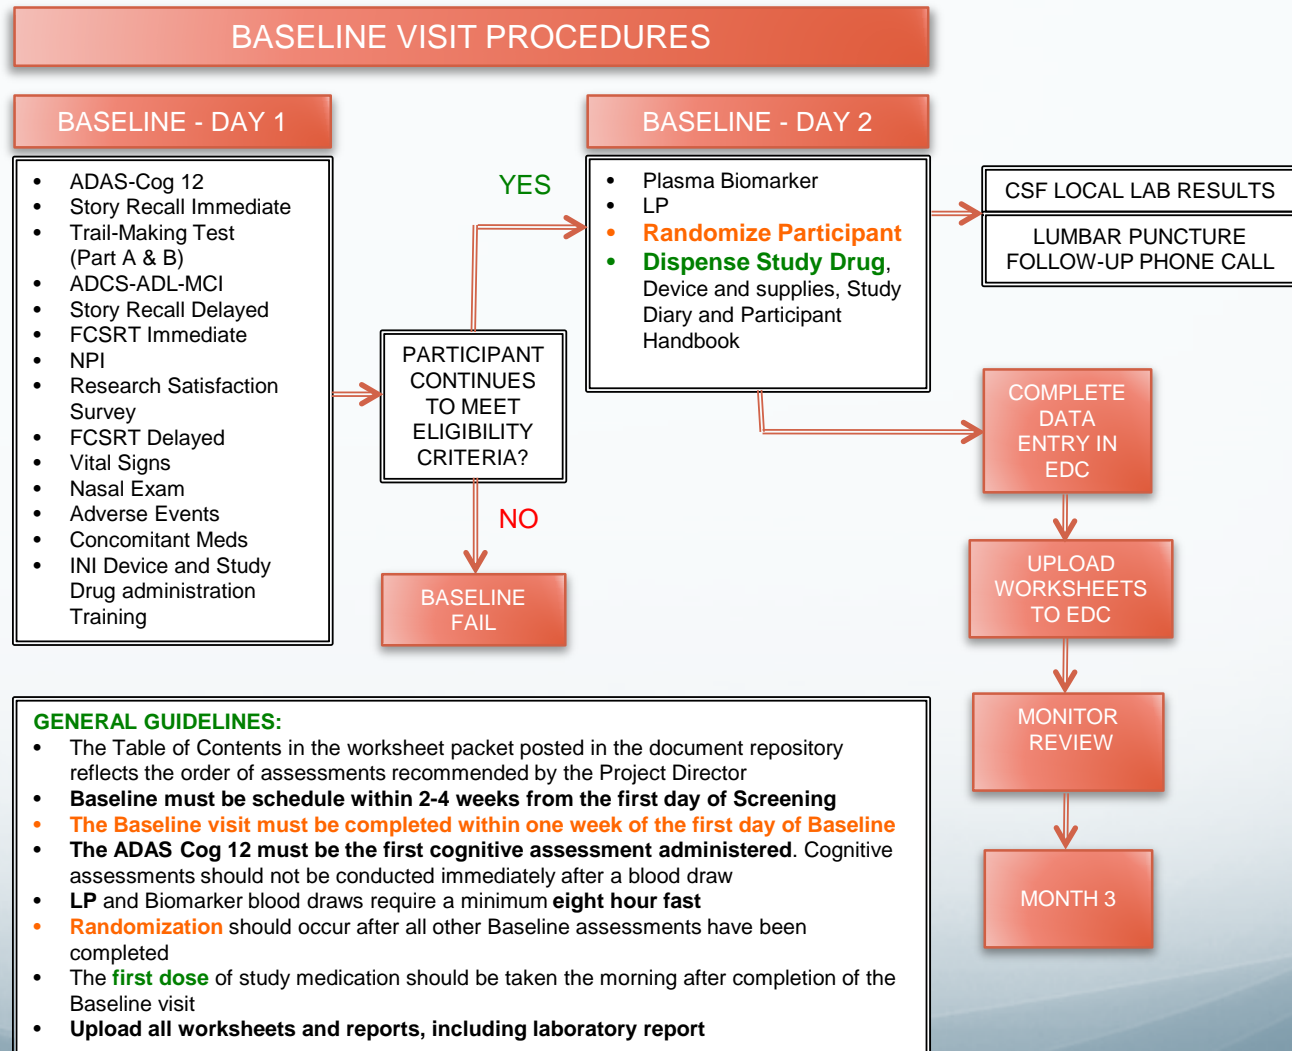 BASELINE VISIT PROCEDURES
BASELINE - DAY 1
• ADAS-Cog 12
• Story Recall Immediate
• Trail-Making Test
(Part A & B)
• ADCS-ADL-MCI
• Story Recall Delayed
• FCSRT Immediate
• NPI
• Research Satisfaction
Survey
• FCSRT Delayed
• Vital Signs
• Nasal Exam
• Adverse Events
• Concomitant Meds
• INI Device and Study
Drug administration
Training
PARTICIPANT
CONTINUES
TO MEET
ELIGIBILITY
CRITERIA?
YES
NO
BASELINE
FAIL
BASELINE - DAY 2
• Plasma Biomarker
• LP
• Randomize Participant
• Dispense Study Drug,
Device and supplies, Study
Diary and Participant
Handbook
CSF LOCAL LAB RESULTS
LUMBAR PUNCTURE
FOLLOW-UP PHONE CALL
COMPLETE
DATA
ENTRY IN
EDC
UPLOAD
WORKSHEETS
TO EDC
MONITOR
REVIEW
MONTH 3
GENERAL GUIDELINES:
• The Table of Contents in the worksheet packet posted in the document repository
reflects the order of assessments recommended by the Project Director
• Baseline must be schedule within 2-4 weeks from the first day of Screening
• The Baseline visit must be completed within one week of the first day of Baseline
• The ADAS Cog 12 must be the first cognitive assessment administered. Cognitive
assessments should not be conducted immediately after a blood draw
• LP and Biomarker blood draws require a minimum eight hour fast
• Randomization should occur after all other Baseline assessments have been
completed
• The first dose of study medication should be taken the morning after completion of the
Baseline visit
• Upload all worksheets and reports, including laboratory report